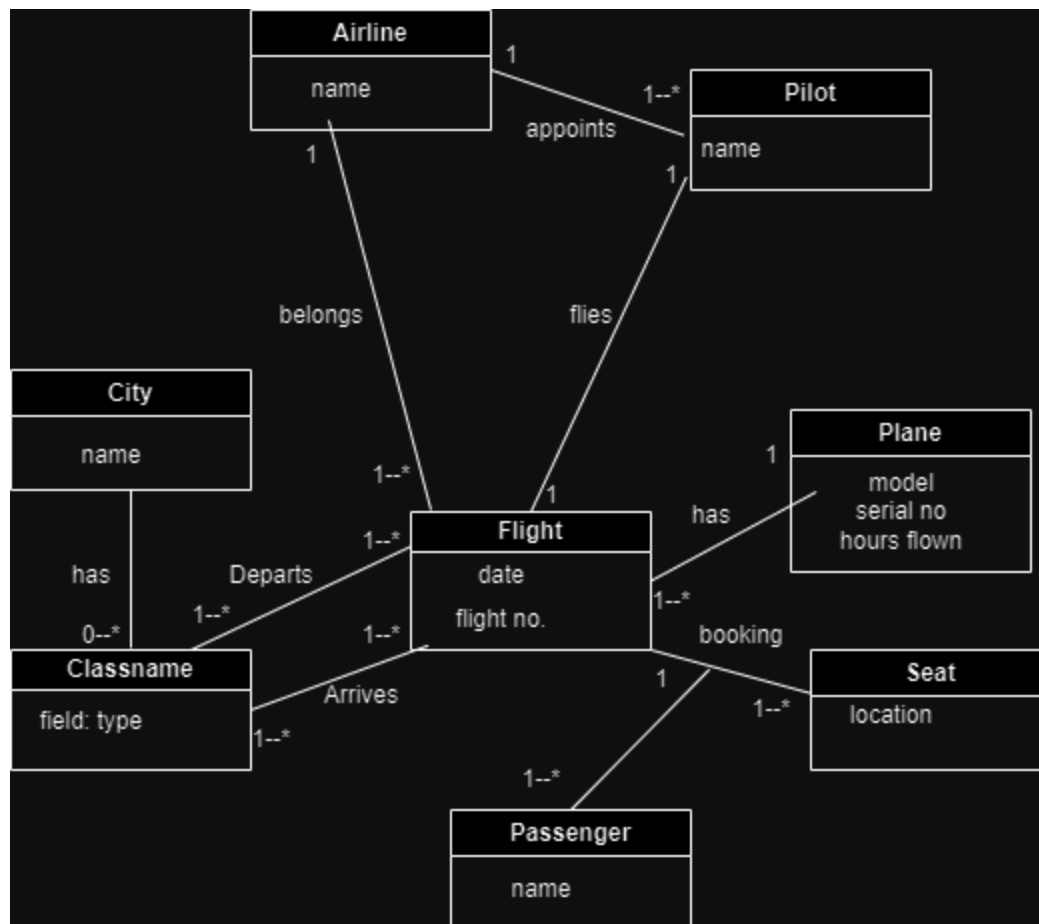 Airline
name
1
1--*
appoints
Pilot
name
1
1
belongs
flies
City
name
1--*
1
Plane
model
serial no
hours flown
1
has
Flight
date
flight no.
1--*
has
Departs
1--*
1--*
0--*
1--*
booking
Classname
field: type
Arrives
1--*
1
1--*
Seat
location
1--*
Passenger
name